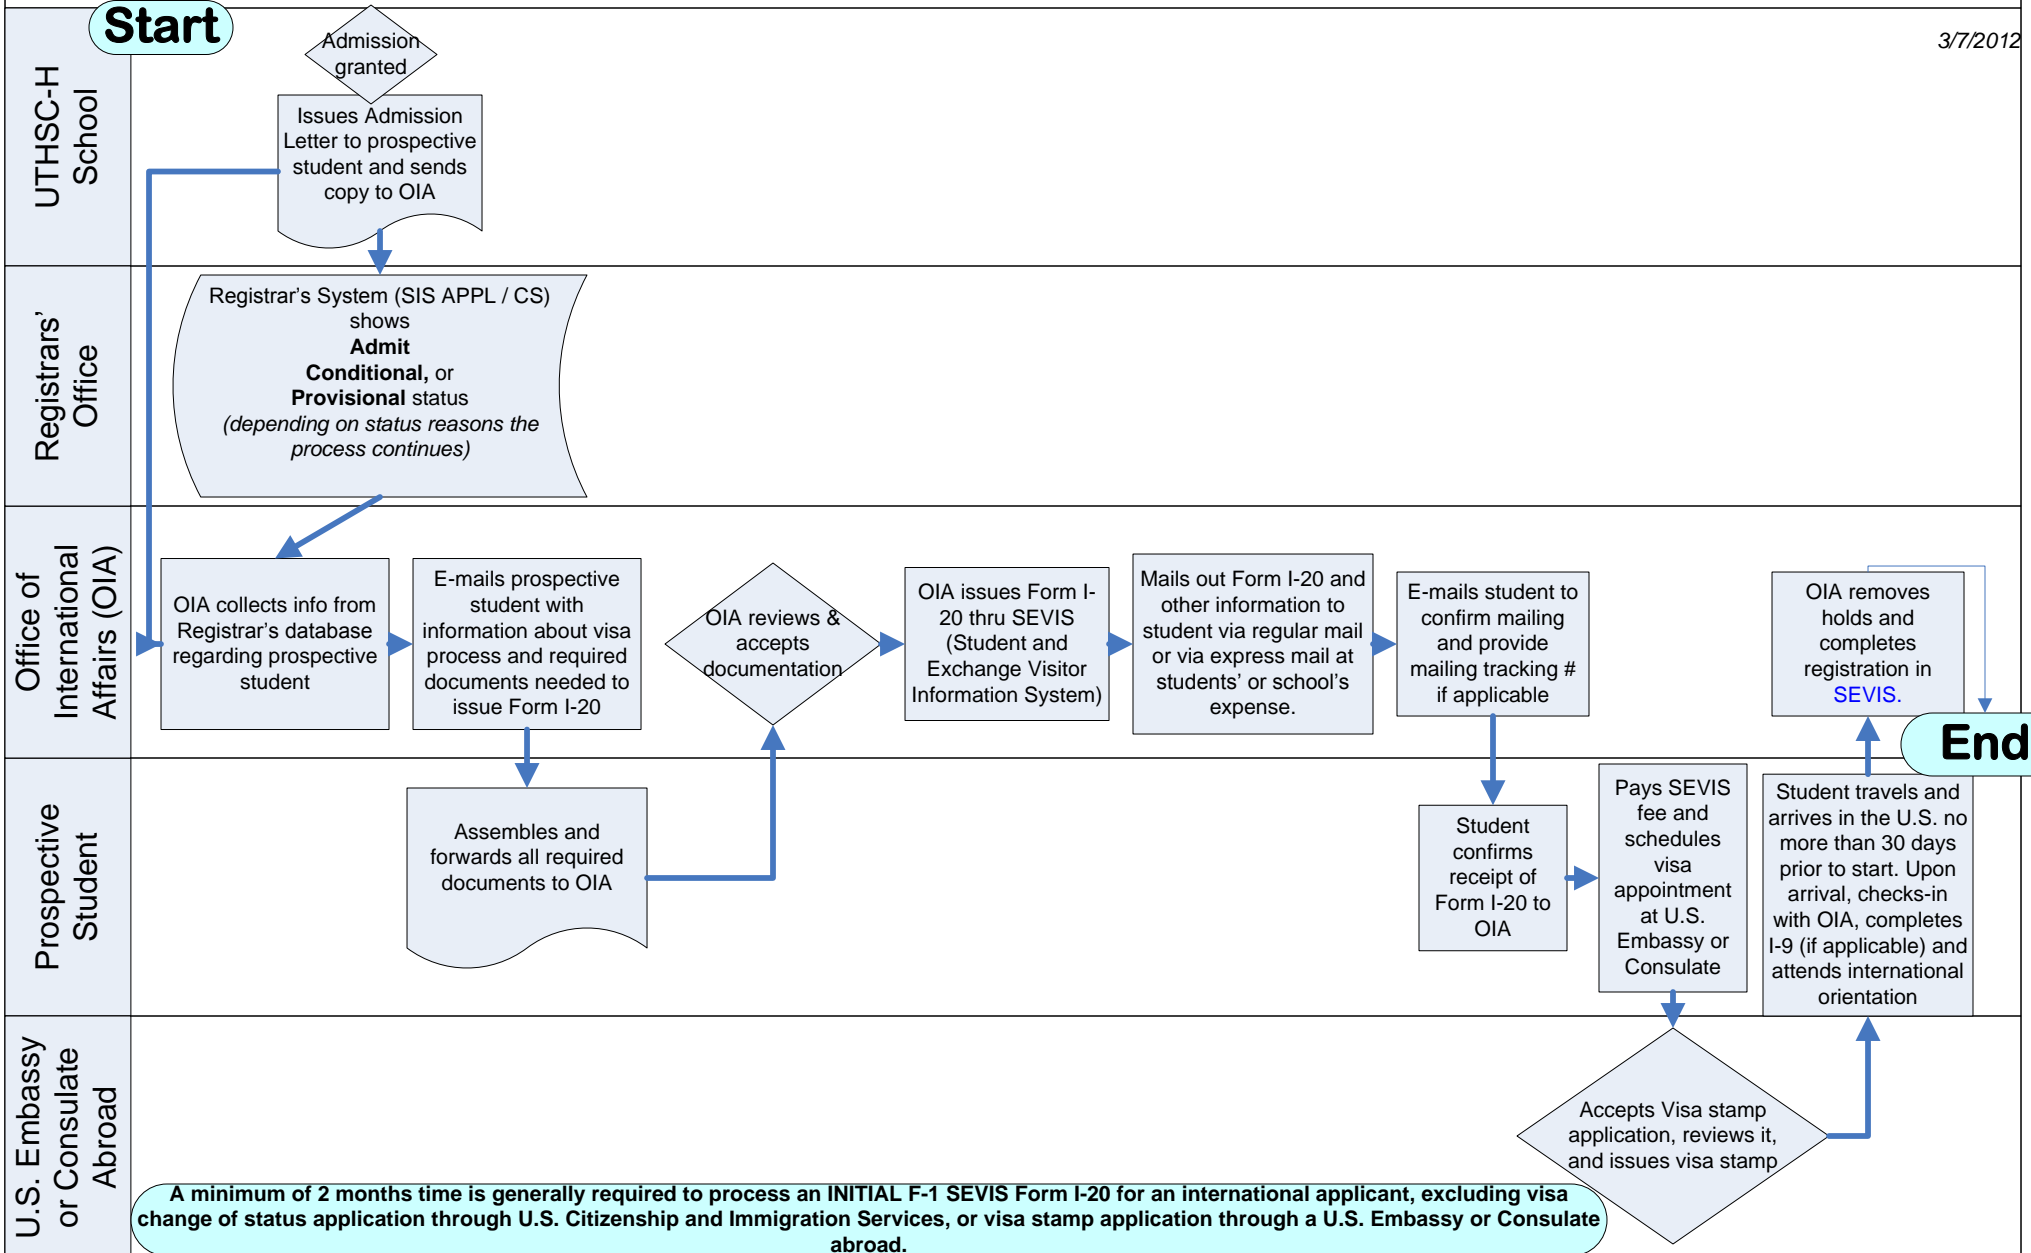 Start
3/7/2012
UTHSC-H
School
Admission
granted
Issues Admission
Letter to prospective
student and sends
copy to OIA
Registrars’
Office
Registrar’s System (SIS APPL / CS)
shows
Admit
Conditional, or
Provisional status
(depending on status reasons the
process continues)
Office of
International
Affairs (OIA)
OIA collects info from
Registrar’s database
regarding prospective
student
E-mails prospective
student with
information about visa
process and required
documents needed to
issue Form I-20
OIA reviews &
accepts
documentation
OIA issues Form I-
20 thru SEVIS
(Student and
Exchange Visitor
Information System)
Mails out Form I-20 and
other information to
student via regular mail
or via express mail at
students’ or school’s
expense.
E-mails student to
confirm mailing
and provide
mailing tracking #
if applicable
OIA removes
holds and
completes
registration in
SEVIS.
End
Prospective
Student
Assembles and
forwards all required
documents to OIA
Student
confirms
receipt of
Form I-20 to
OIA
Pays SEVIS
fee and
schedules
visa
appointment
at U.S.
Embassy or
Consulate
Student travels and
arrives in the U.S. no
more than 30 days
prior to start. Upon
arrival, checks-in
with OIA, completes
I-9 (if applicable) and
attends international
orientation
U.S. Embassy
or Consulate
Abroad
Accepts Visa stamp
application, reviews it,
and issues visa stamp
A minimum of 2 months time is generally required to process an INITIAL F-1 SEVIS Form I-20 for an international applicant, excluding visa
change of status application through U.S. Citizenship and Immigration Services, or visa stamp application through a U.S. Embassy or Consulate
abroad.